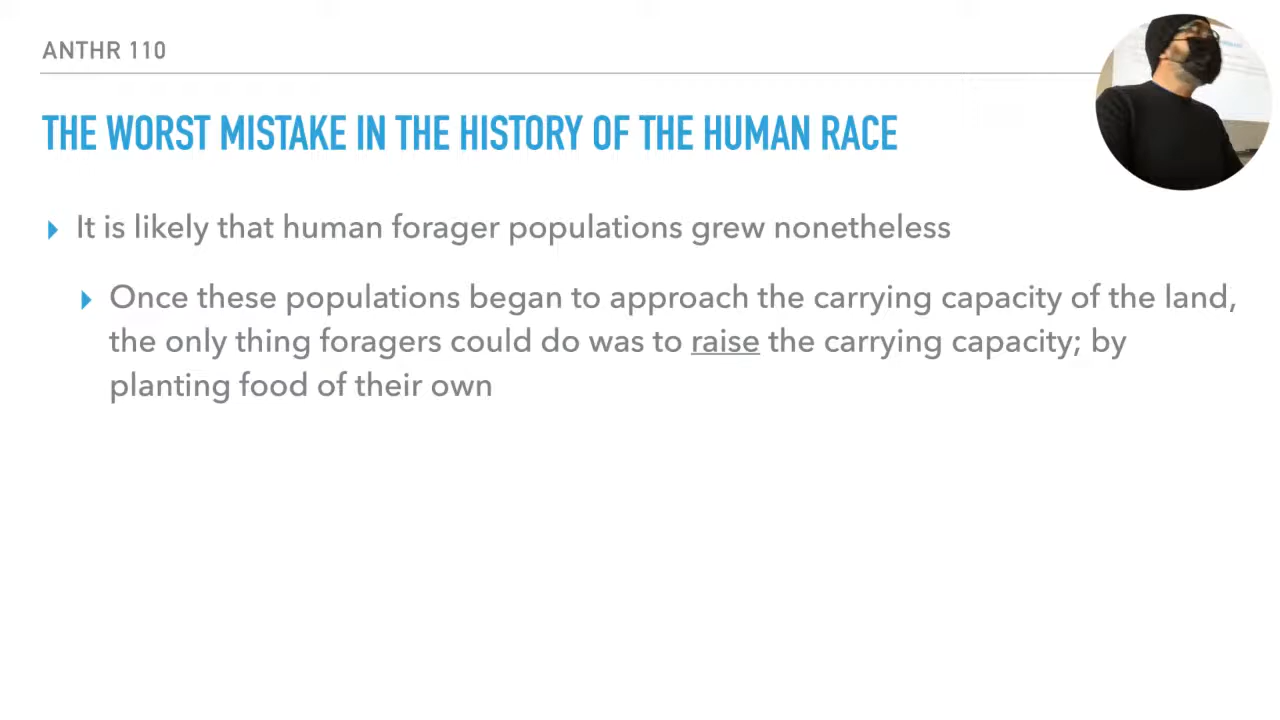 ANTHR 110
THE WORST MISTAKE IN THE HISTORY OF THE HUMAN RACE
It is likely that human forager populations grew nonetheless
Once these populations began to approach the carrying capacity of the land,
the only thing foragers could do was to raise the carrying capacity; by
planting food of their own